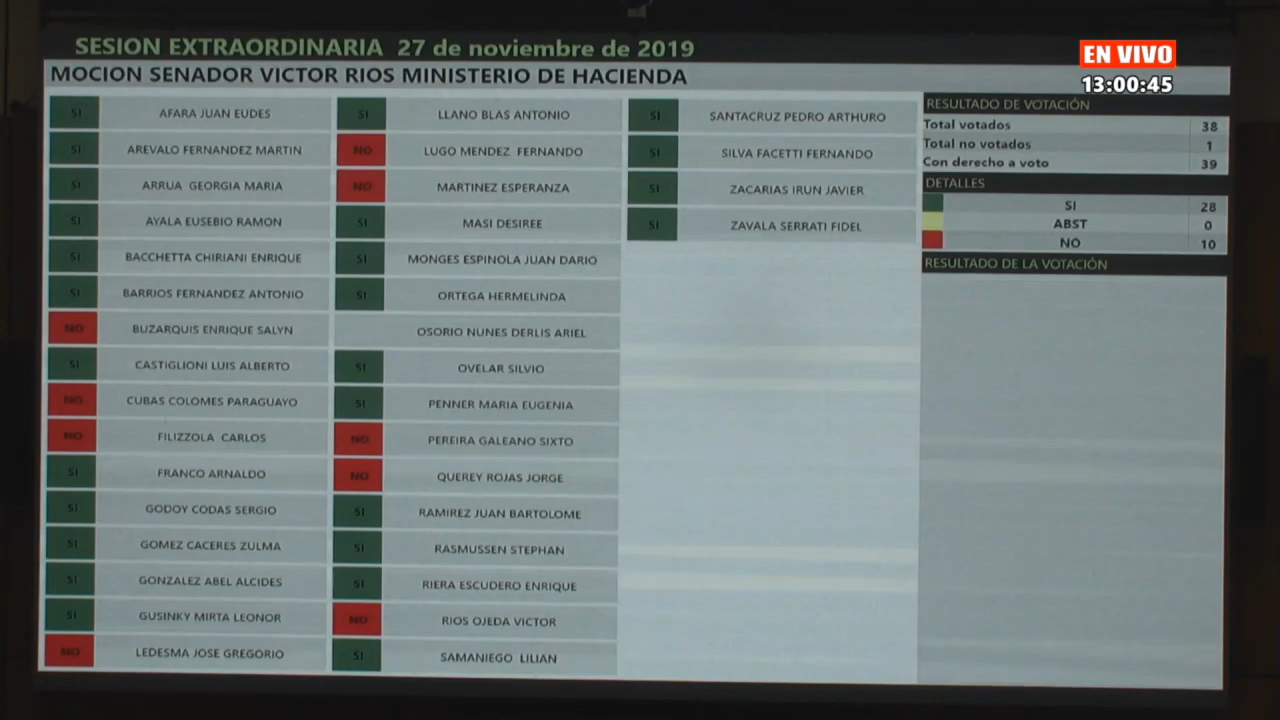 SESION EXTRAORDINARIA 27 de noviembre de 2019
EN VIVO
13:00:45
MOCION SENADOR VICTOR RIOS MINISTERIO DE HACIENDA
SI AFARA JUAN EUDES
SI AREVALO FERNANDEZ MARTIN
SI ARRUA GEORGIA MARIA
SI AYALA EUSEBIO RAMON
SI BACCHETTA CHIRIANI ENRIQUE
SI BARRIOS FERNANDEZ ANTONIO
NO BUZARQUIS ENRIQUE SALYN
SI CASTIGLIONI LUIS ALBERTO
NO CUBAS COLOMES PARAGUAYO
NO FILIZZOLA CARLOS
SI FRANCO ARNALDO
SI GODOY CODAS SERGIO
SI GOMEZ CACERES ZULMA
SI GONZALEZ ABEL ALCIDES
SI GUSINKY MIRTA LEONOR
NO LEDESMA JOSE GREGORIO
SI LLANO BLAS ANTONIO
NO LUGO MENDEZ FERNANDO
NO MARTINEZ ESPERANZA
SI MASI DESIREE
SI MONGES ESPINOLA JUAN DARIO
SI ORTEGA HERMELINDA
OSORIO NUNES DERLIS ARIEL
SI OVELAR SILVIO
SI PENNER MARIA EUGENIA
NO PEREIRA GALEANO SIXTO
NO QUEREY ROJAS JORGE
SI RAMIREZ JUAN BARTOLOME
SI RASMUSSEN STEPHAN
SI RIERA ESCUDERO ENRIQUE
NO RIOS OJEDA VICTOR
SI SAMANIEGO LILIAN
SI SANTACRUZ PEDRO ARTHURO
SI SILVA FACETTI FERNANDO
SI ZACARIAS IRUN JAVIER
SI ZAVALA SERRATI FIDEL
RESULTADO DE VOTACIÓN
Total votados 38
Total no votados 1
Con derecho a voto 39
DETALLES
SI 28
ABST 0
NO 10
RESULTADO DE LA VOTACIÓN